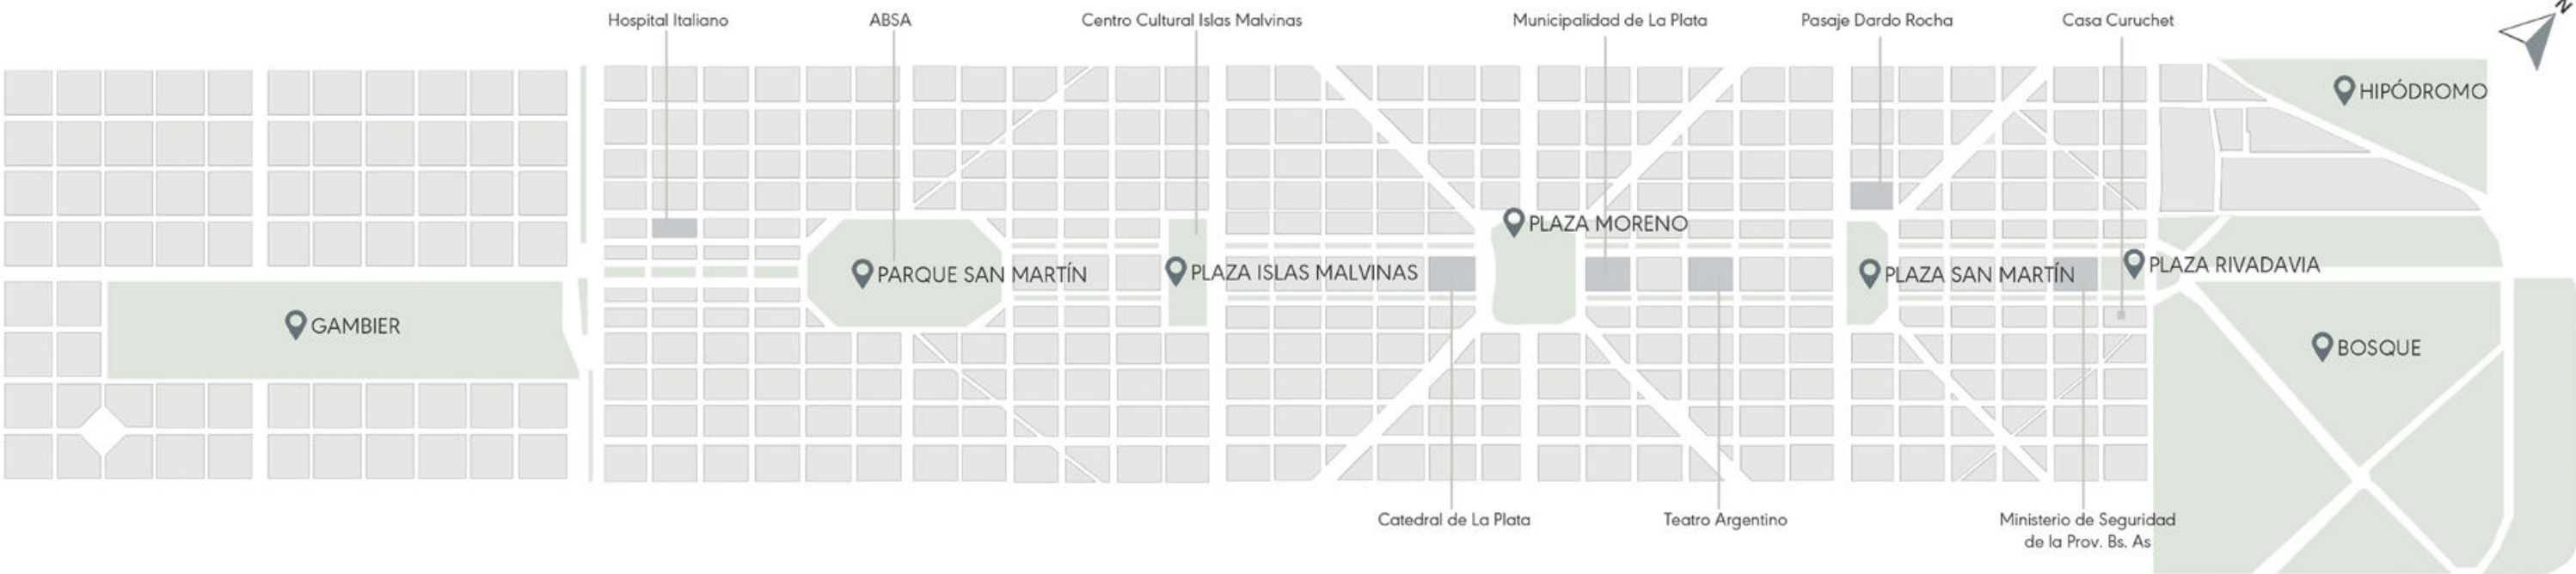 Hospital Italiano
ABSA
Centro Cultural Islas Malvinas
Municipalidad de La Plata
Pasaje Dardo Rocha
Casa Curuchet
N
HIPÓDROMO
PLAZA MORENO
PARQUE SAN MARTÍN
PLAZA ISLAS MALVINAS
PLAZA SAN MARTÍN
PLAZA RIVADAVIA
GAMBIER
BOSQUE
Catedral de La Plata
Teatro Argentino
Ministerio de Seguridad
de la Prov. Bs. As